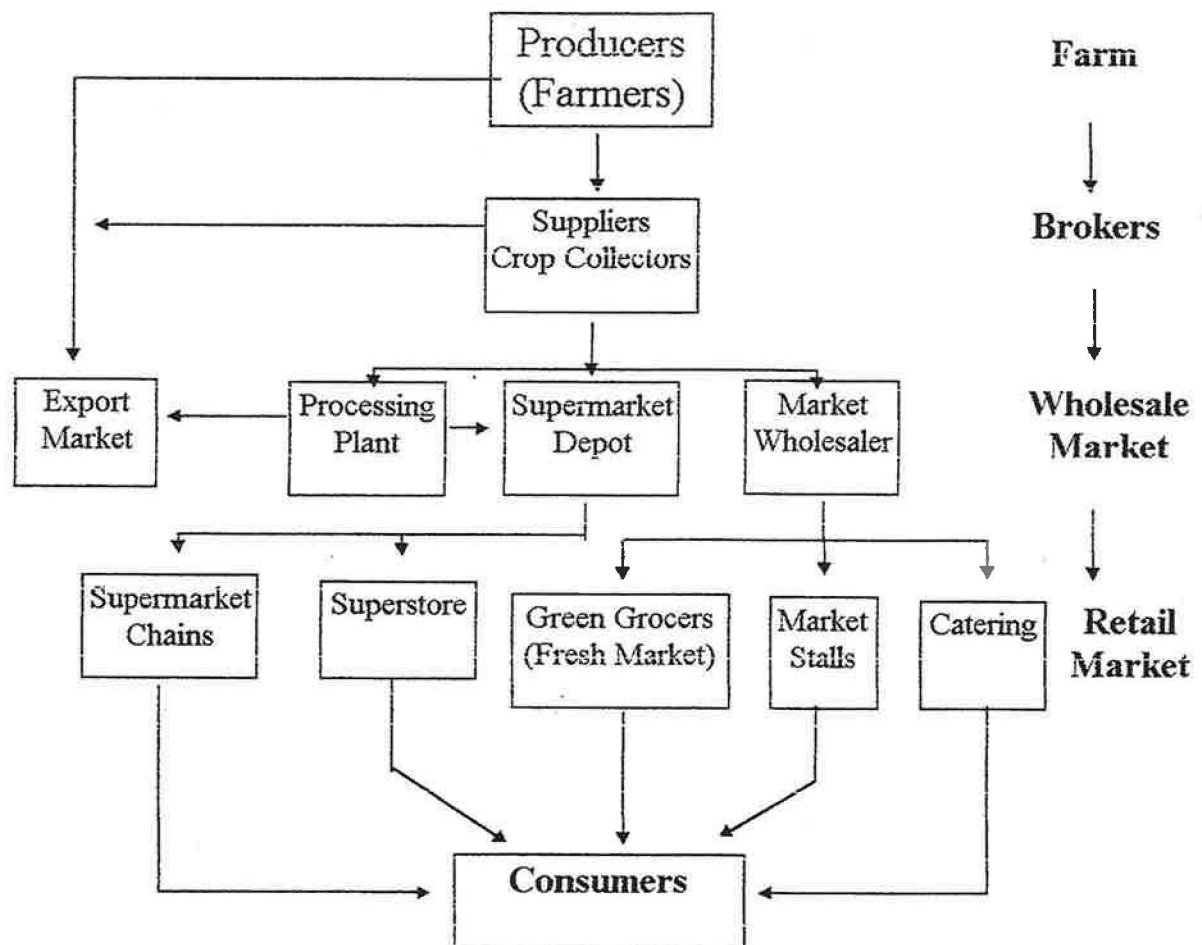 Producers
(Farmers)
Farm
Suppliers
Crop Collectors
Brokers
Export
Market
Processing
Plant
Supermarket
Depot
Market
Wholesaler
Wholesale
Market
Supermarket
Chains
Superstore
Green Grocers
(Fresh Market)
Market
Stalls
Catering
Retail
Market
Consumers